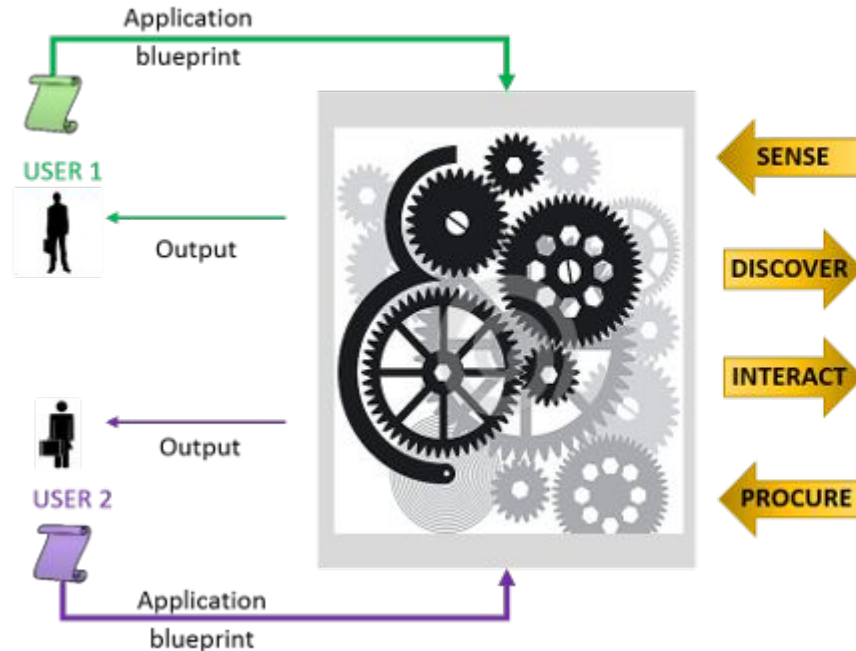 Application
blueprint
USER 1
Output
Output
USER 2
Application
blueprint
SENSE
DISCOVER
INTERACT
PROCURE